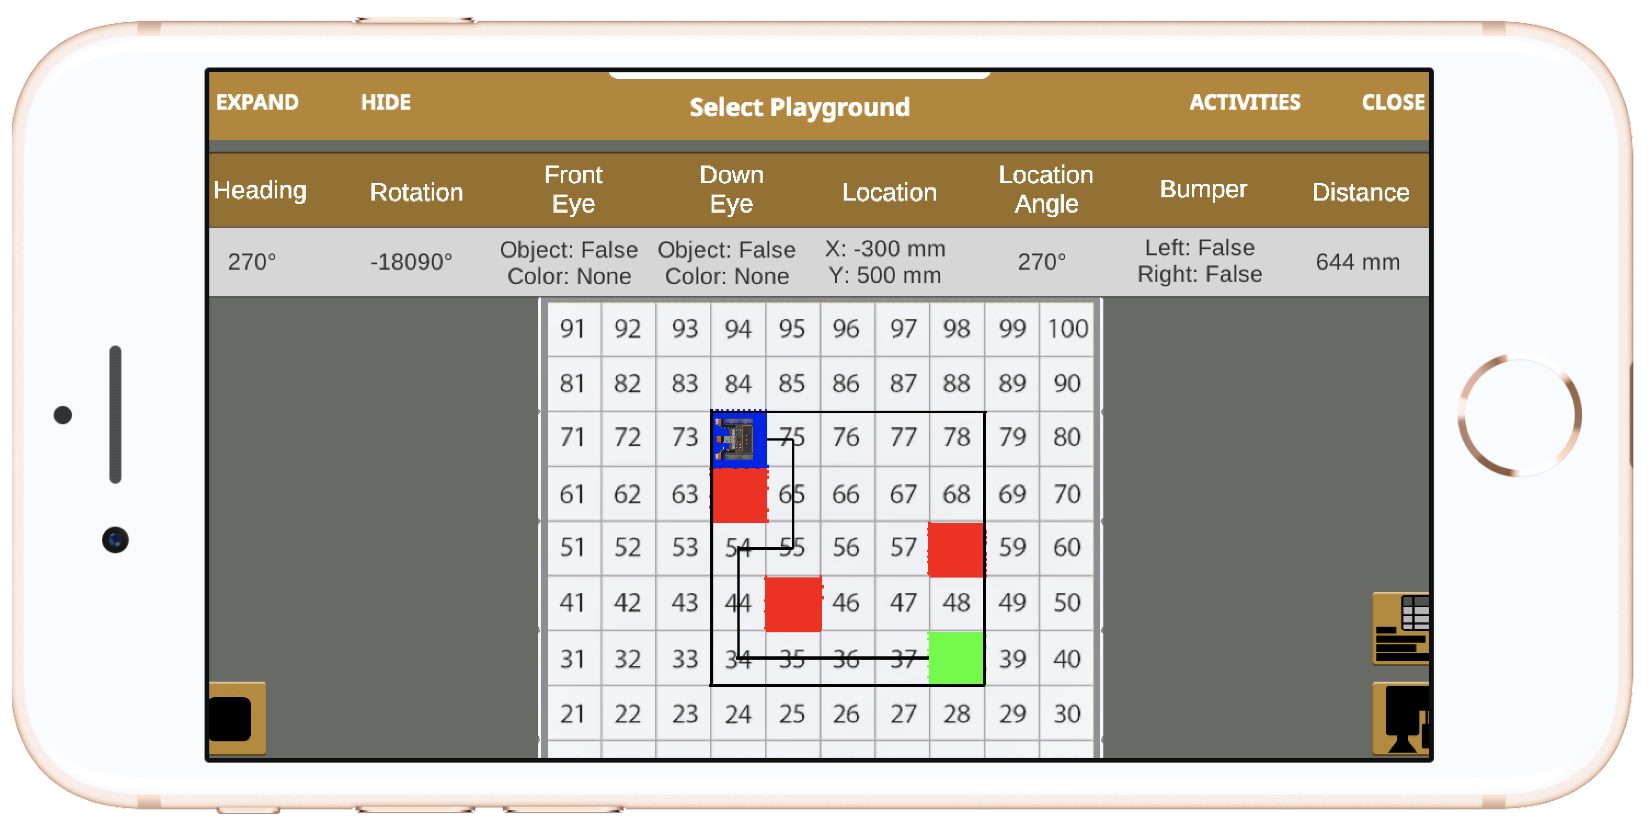 EXPAND HIDE Select Playground ACTIVITIES CLOSE
Heading Rotation Front Eye Down Eye Location Location Angle Bumper Distance
270° -18090° Object: False Object: False X: -300 mm 270° Left: False 644 mm
Color: None Color: None Y: 500 mm Right: False
91 92 93 94 95 96 97 98 99 100
81 82 83 84 85 86 87 88 89 90
71 72 73 75 76 77 78 79 80
61 62 63 65 66 67 68 69 70
51 52 53 54 55 56 57 59 60
41 42 43 44 46 47 48 49 50
31 32 33 34 35 36 37 39 40
21 22 23 24 25 26 27 28 29 30